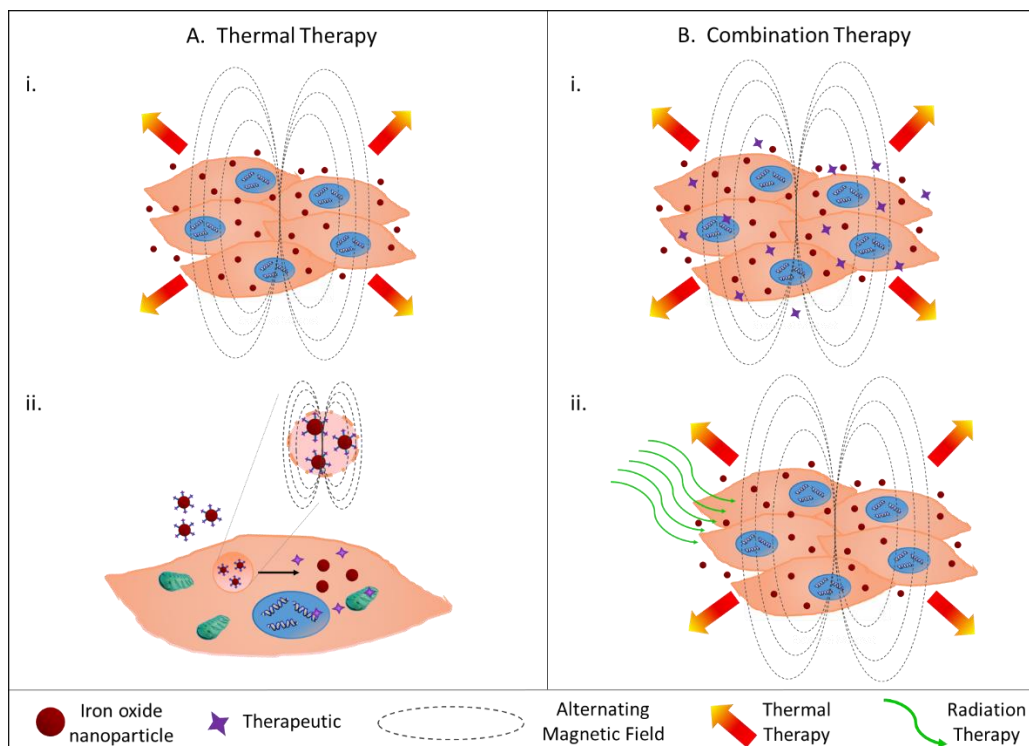 A. Thermal Therapy
i.
ii.
B. Combination Therapy
i.
ii.
Iron oxide
nanoparticle
Therapeutic
Alternating
Magnetic Field
Thermal
Therapy
Radiation
Therapy